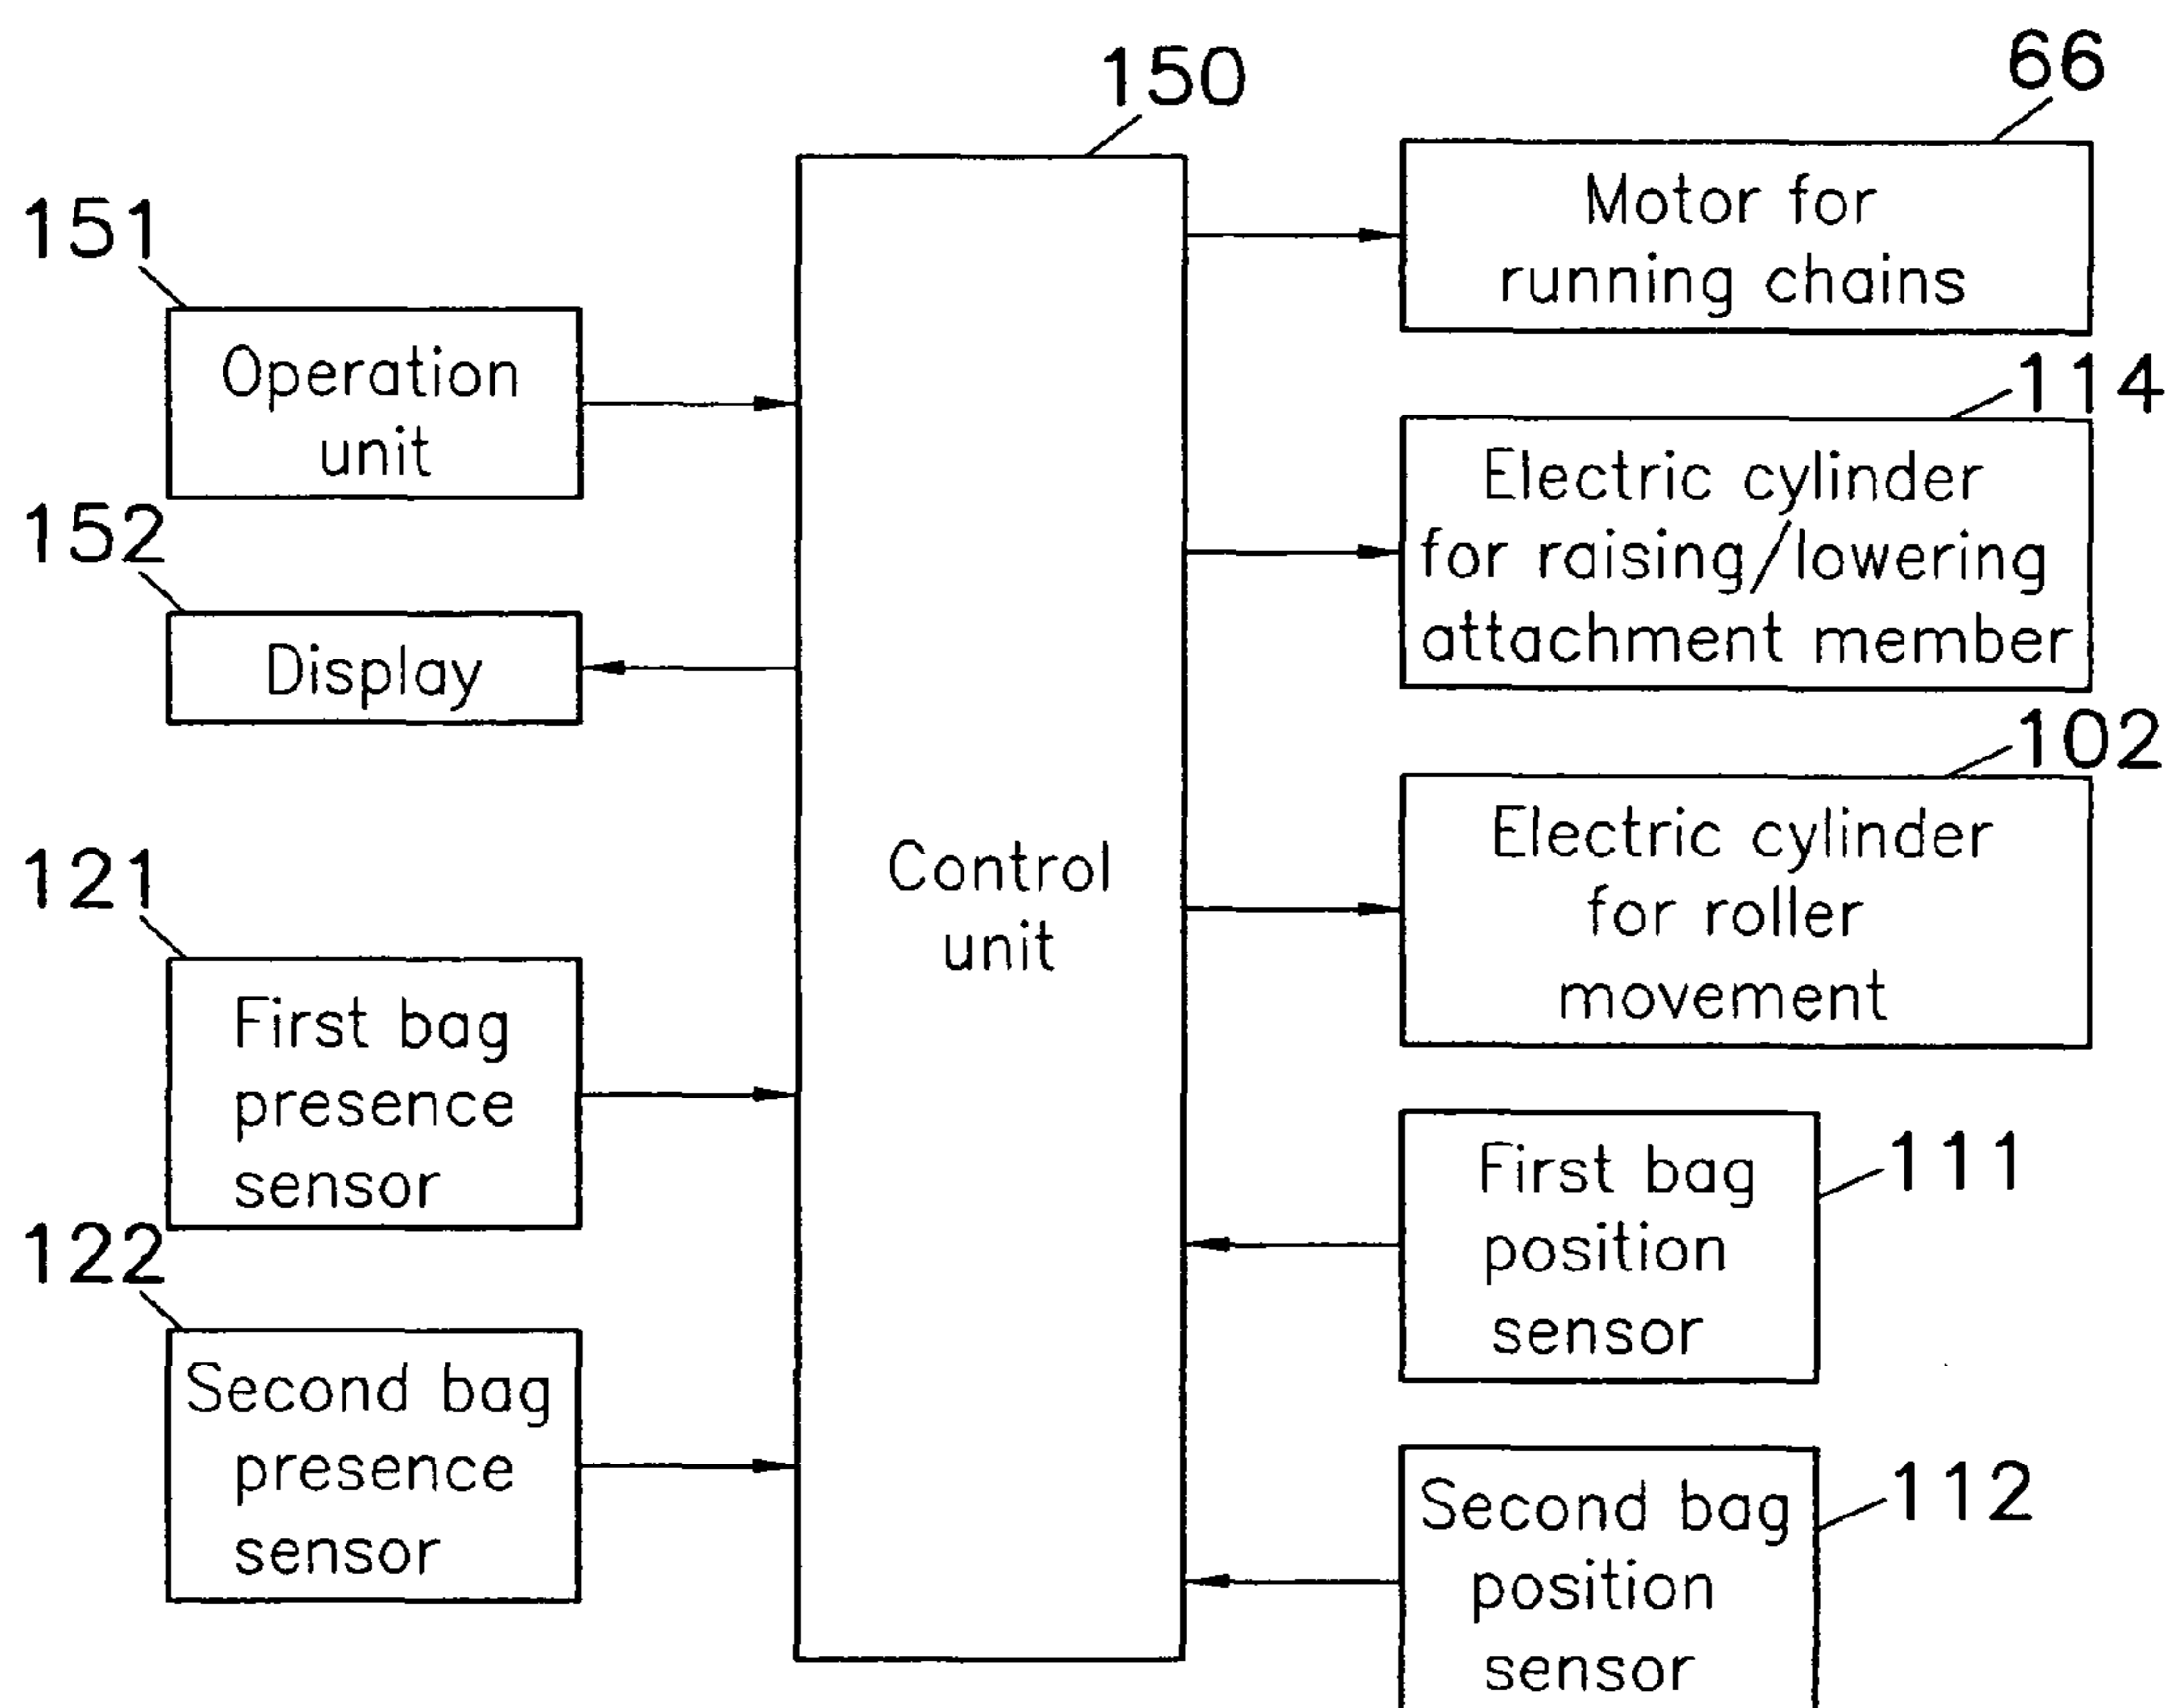 150
66
Motor for
running chains
151
Operation
unit
114
Electric cylinder
for raising/lowering
attachment member
152
Display
102
Electric cylinder
for roller
movement
Control
unit
121
First bag
presence
sensor
111
First bag
position
sensor
122
Second bag
presence
sensor
112
Second bag
position
sensor